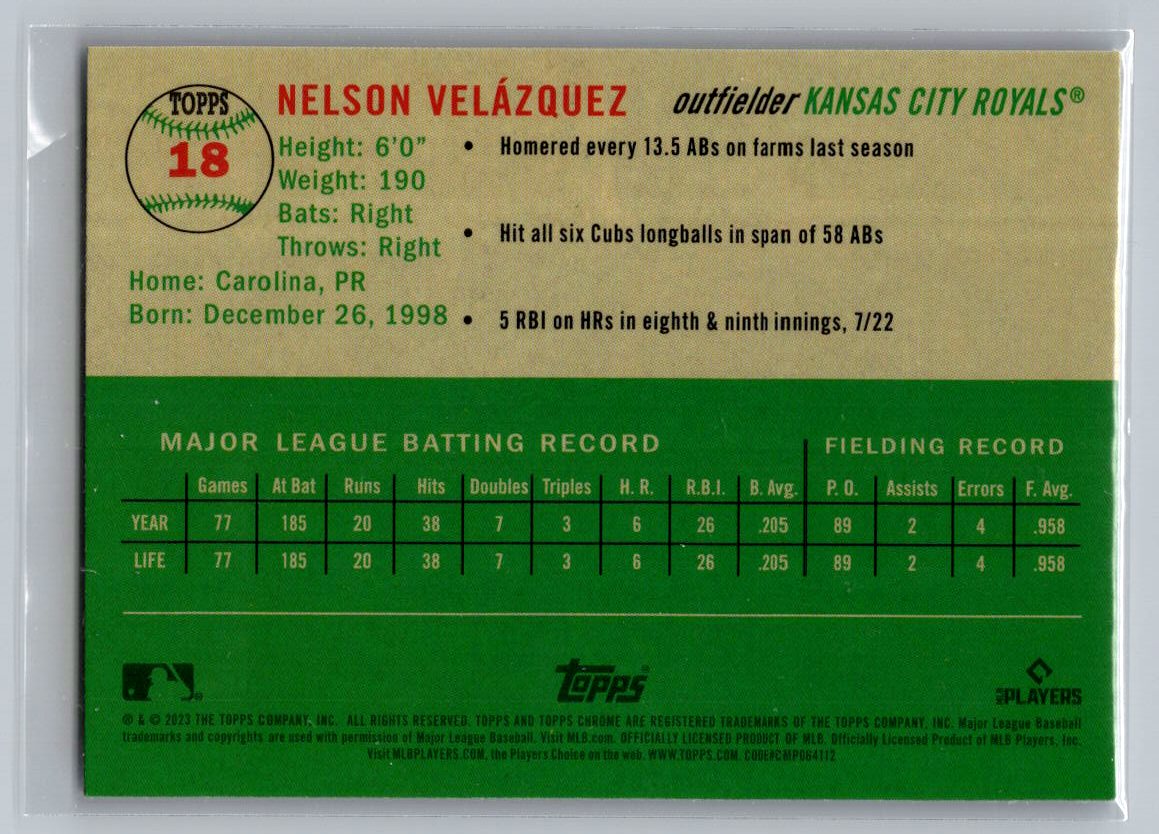 TOPPS
18
NELSON VELÁZQUEZ outfielder KANSAS CITY ROYALS®
Height: 6'0"
Weight: 190
Bats: Right
Throws: Right
Home: Carolina, PR
Born: December 26, 1998
• Homered every 13.5 ABs on farms last season
• Hit all six Cubs longballs in span of 58 ABs
• 5 RBI on HRs in eighth & ninth innings, 7/22
MAJOR LEAGUE BATTING RECORD FIELDING RECORD
Games At Bat Runs Hits Doubles Triples H. R. R.B.I. B. Avg. P. O. Assists Errors F. Avg.
YEAR 77 185 20 38 7 3 6 26 .205 89 2 4 .958
LIFE 77 185 20 38 7 3 6 26 .205 89 2 4 .958
Topps® MLB PLAYERS
® & © 2023 THE TOPPS COMPANY, INC. ALL RIGHTS RESERVED. TOPPS AND TOPPS CHROME ARE REGISTERED TRADEMARKS OF THE TOPPS COMPANY, INC. Major League Baseball
trademarks and copyrights are used with permission of Major League Baseball. Visit MLB.com. OFFICIALLY LICENSED PRODUCT OF MLB. Officially Licensed Product of MLB Players, Inc.
Visit MLBPLAYERS.COM, the Players Choice on the web. WWW.TOPPS.COM. CODE#CMP064112